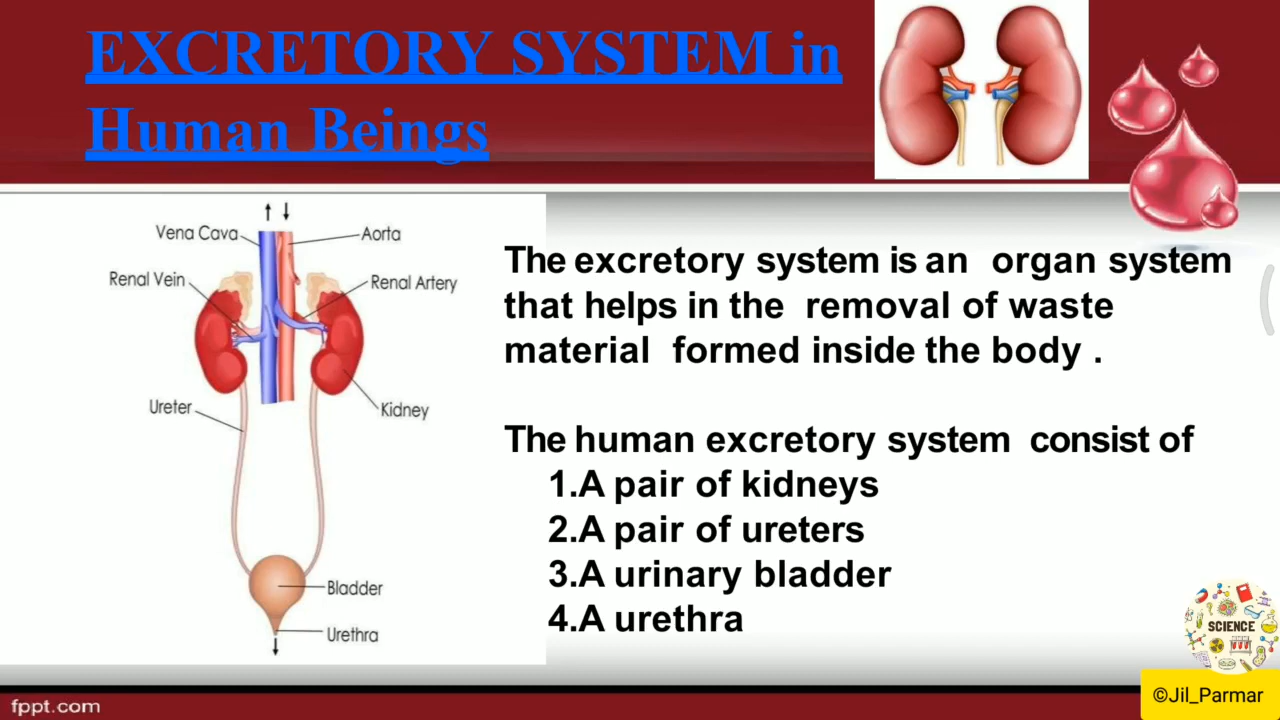 EXCRETORY SYSTEM in
Human Beings
Vena Cava
Aorta
Renal Vein
Renal Artery
Ureter
Kidney
Bladder
Urethra
The excretory system is an organ system
that helps in the removal of waste
material formed inside the body .
The human excretory system consist of
1.A pair of kidneys
2.A pair of ureters
3.A urinary bladder
4.A urethra
SCIENCE
©Jil_Parmar
fppt.com